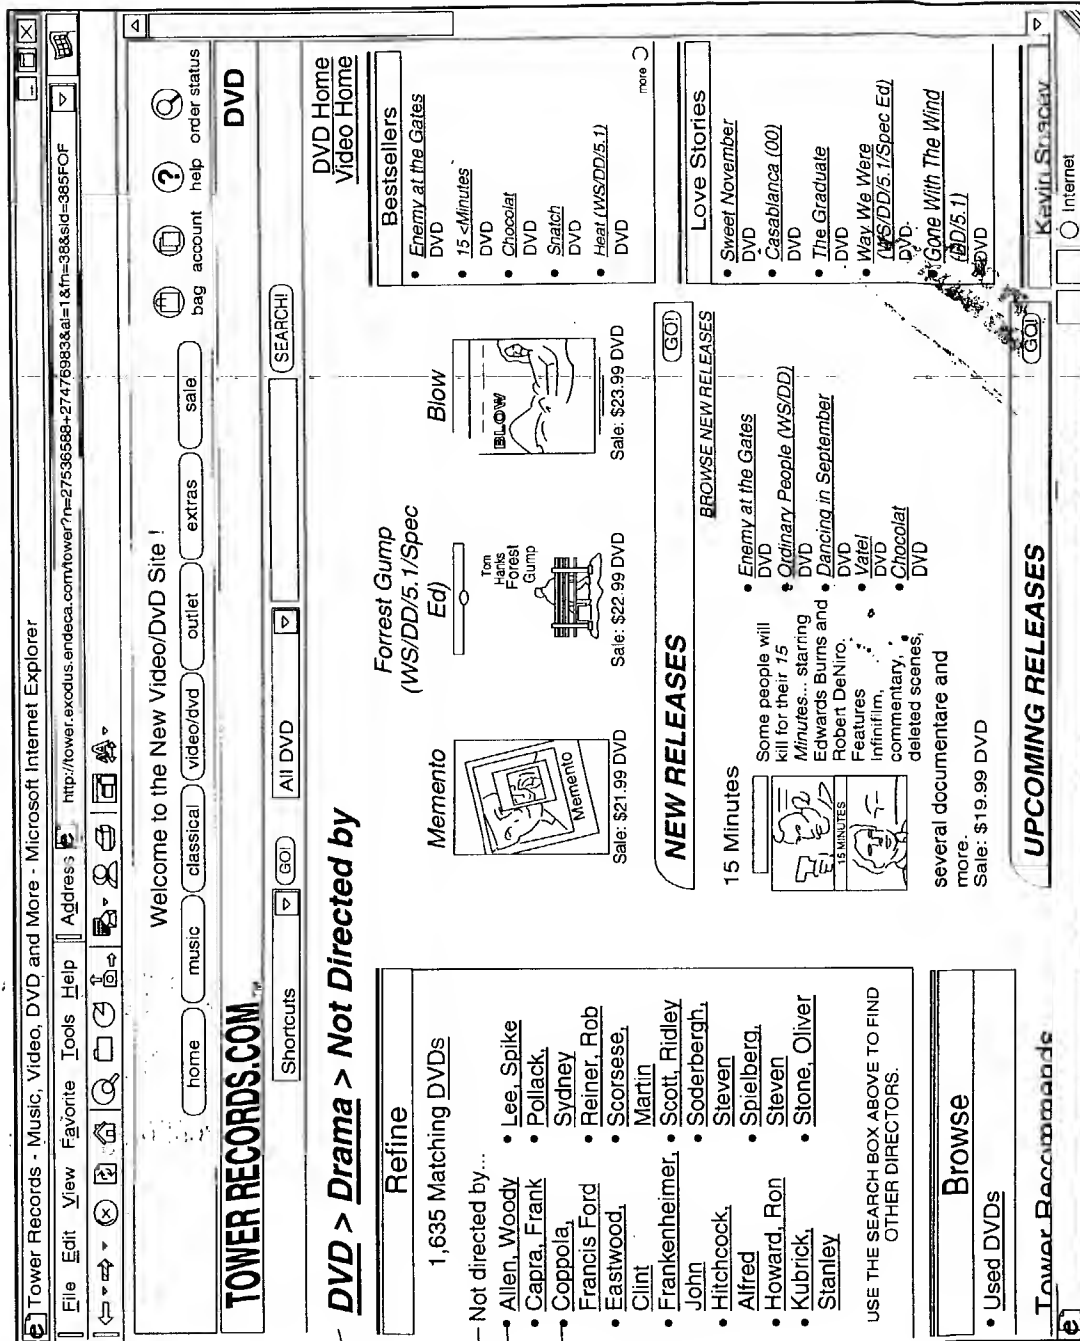 Tower Records - Music, Video, DVD and More - Microsoft Internet Explorer
File Edit View Favorite Tools Help
Address http://tower.exodus.endeca.com/tower?n=27536588+27476983&al=1&fn=38&sid=385FOF
Welcome to the New Video/DVD Site !
bag account help order status
home music classical video/dvd outlet extras sale
TOWER RECORDS.COM
DVD
Shortcuts GO! All DVD SEARCH!
DVD > Drama > Not Directed by
DVD Home
Video Home
Refine
1,635 Matching DVDs
Not directed by...
• Allen, Woody
• Capra, Frank
• Coppola,
Francis Ford
• Eastwood,
Clint
• Frankenheimer,
John
• Hitchcock,
Alfred
• Howard, Ron
• Kubrick,
Stanley
• Lee, Spike
• Pollack,
Sydney
• Reiner, Rob
• Scorsese,
Martin
• Scott, Ridley
• Soderbergh,
Steven
• Spielberg,
Steven
• Stone, Oliver
USE THE SEARCH BOX ABOVE TO FIND
OTHER DIRECTORS.
Browse
• Used DVDs
Tower Recommends
Memento
Memento
Sale: $21.99 DVD
Forrest Gump
(WS/DD/5.1/Spec
Ed)
Tom
Hanks
Forest
Gump
Sale: $22.99 DVD
Blow
BLOW
Sale: $23.99 DVD
NEW RELEASES GO!
BROWSE NEW RELEASES
15 Minutes
15 MINUTES
Some people will
kill for their 15
Minutes... starring
Edwards Burns and
Robert DeNiro.
Features
Infinifilm,
commentary,
deleted scenes,
several documentare and
more.
Sale: $19.99 DVD
• Enemy at the Gates
DVD
• Ordinary People (WS/DD)
DVD
• Dancing in September
DVD
• Vatel
DVD
• Chocolat
DVD
UPCOMING RELEASES GO!
Bestsellers
• Enemy at the Gates
DVD
• 15 <Minutes
DVD
• Chocolat
DVD
• Snatch
DVD
• Heat (WS/DD/5.1)
DVD
more
Love Stories
• Sweet November
DVD
• Casablanca (00)
DVD
• The Graduate
DVD
• Way We Were
(WS/DD/5.1/Spec Ed)
DVD
• Gone With The Wind
(DD/5.1)
DVD
Kevin Spacey
Internet